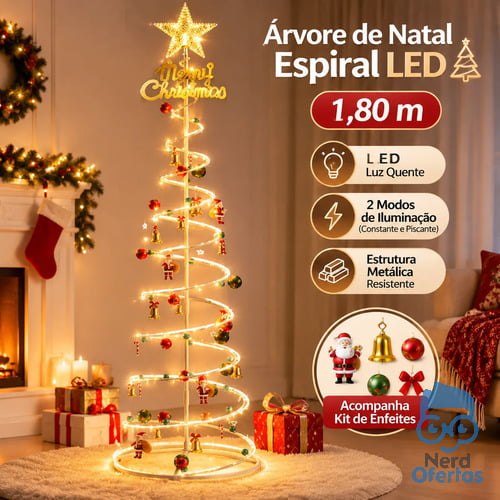 Árvore de Natal
Espiral LED
1,80 m
LED
Luz Quente
2 Modos
de Iluminação
(Constante e Piscante)
Estrutura
Metálica
Resistente
Acompanha
Kit de Enfeites
Merry
Christmas
Nerd
Ofertas